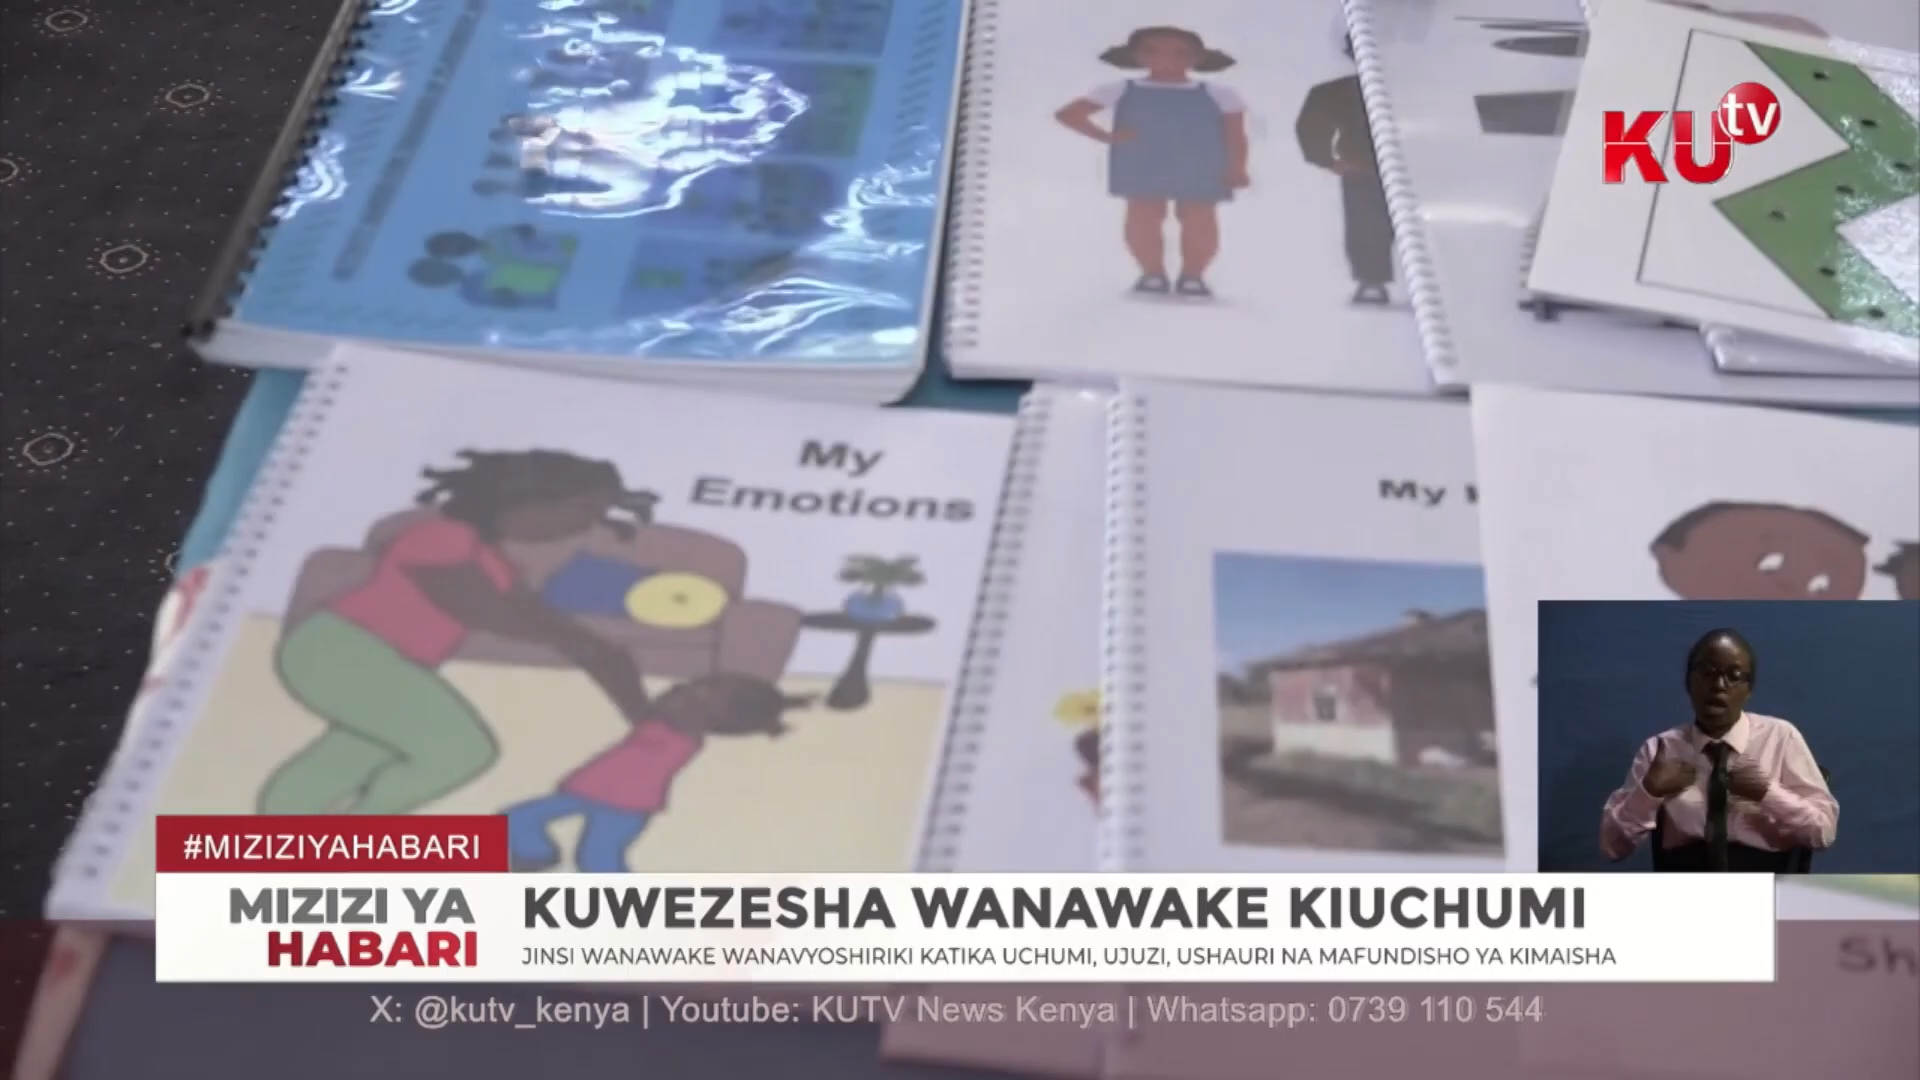 KU tv
My
Emotions
My
#MIZIZIYAHABARI
MIZIZI YA
HABARI
KUWEZESHA WANAWAKE KIUCHUMI
JINSI WANAWAKE WANAVYOSHIRIKI KATIKA UCHUMI, UJUZI, USHAURI NA MAFUNDISHO YA KIMAISHA
X: @kutv_kenya | Youtube: KUTV News Kenya | Whatsapp: 0739 110 544